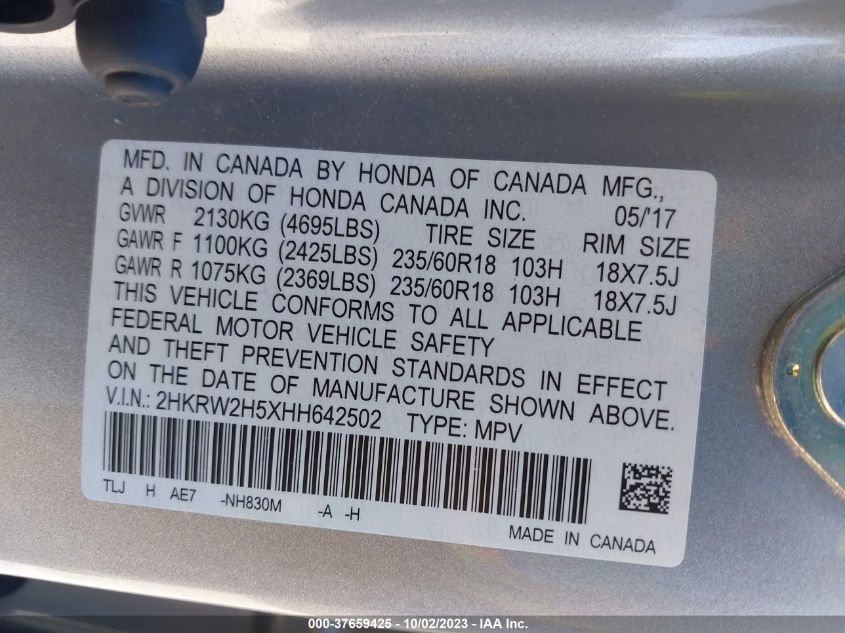 MFD. IN CANADA BY HONDA OF CANADA MFG.,
A DIVISION OF HONDA CANADA INC. 05/'17
GVWR 2130KG (4695LBS) TIRE SIZE RIM SIZE
GAWR F 1100KG (2425LBS) 235/60R18 103H 18X7.5J
GAWR R 1075KG (2369LBS) 235/60R18 103H 18X7.5J
THIS VEHICLE CONFORMS TO ALL APPLICABLE
FEDERAL MOTOR VEHICLE SAFETY
AND THEFT PREVENTION STANDARDS IN EFFECT
ON THE DATE OF MANUFACTURE SHOWN ABOVE.
V.I.N.: 2HKRW2H5XHH642502 TYPE: MPV
TLJ H AE7 -NH830M -A -H
MADE IN CANADA
000-37659425 - 10/02/2023 - IAA Inc.